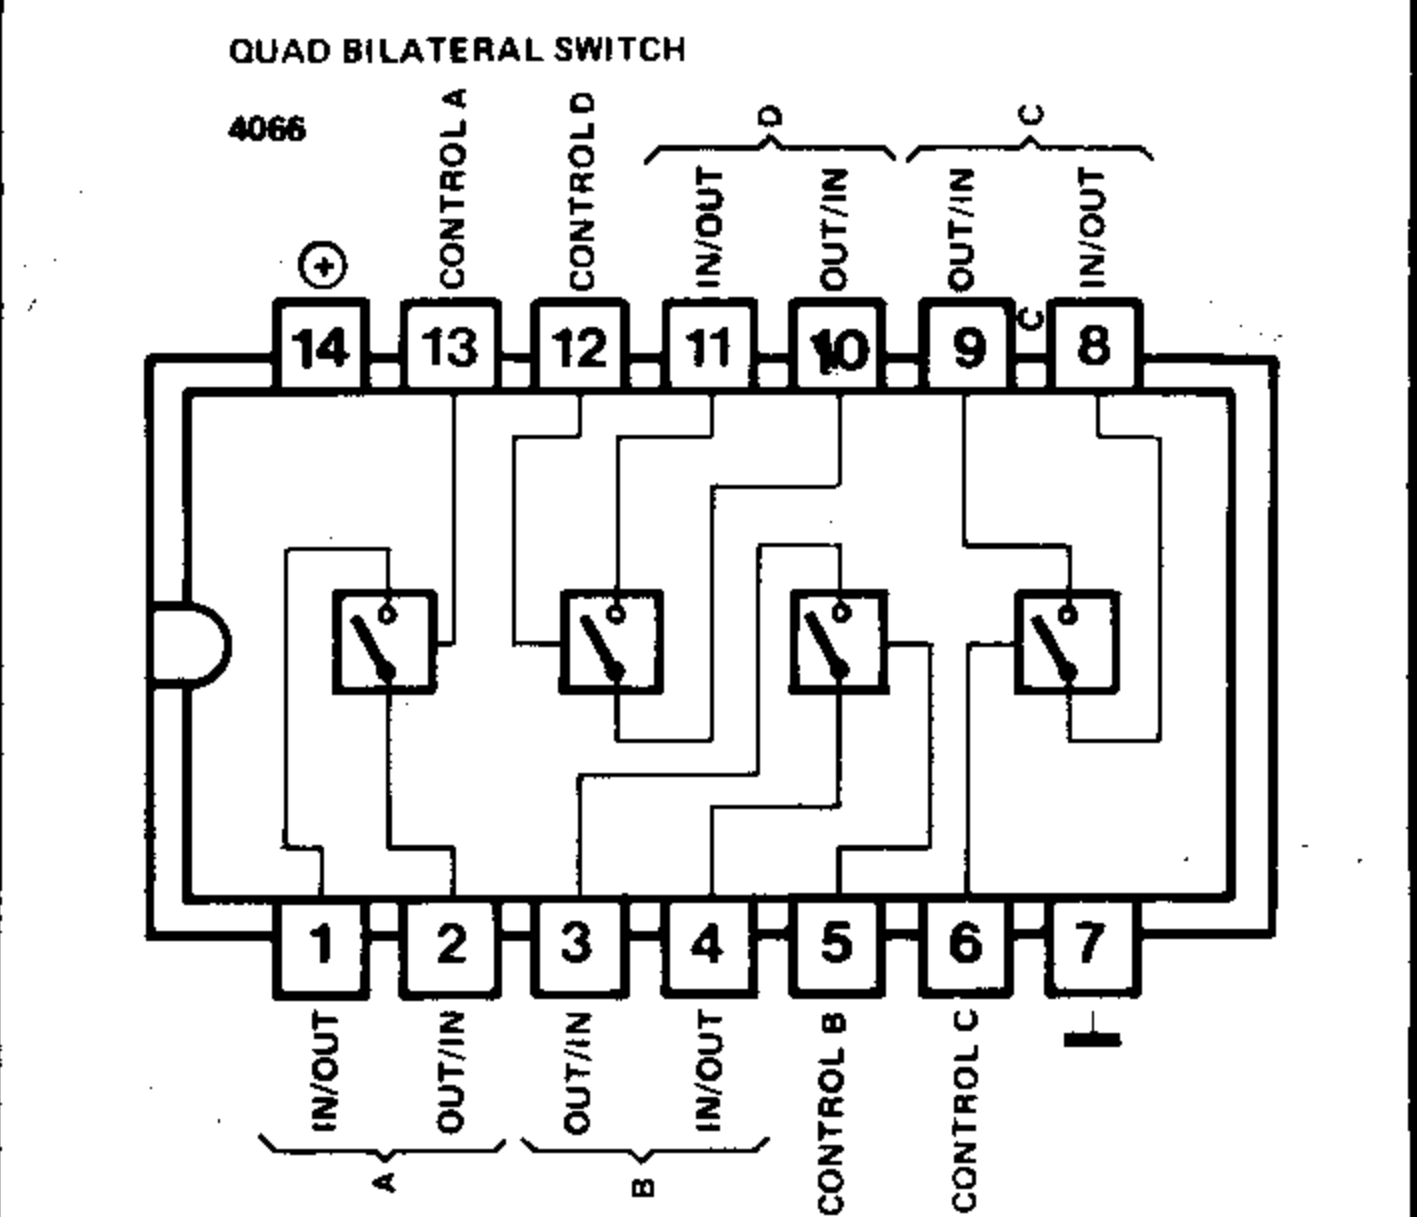 QUAD BILATERAL SWITCH
4066
CONTROL A
CONTROL D
D
IN/OUT
OUT/IN
C
OUT/IN
IN/OUT
+
14 13 12 11 10 9 C 8
1 2 3 4 5 6 7
IN/OUT
OUT/IN
A
OUT/IN
IN/OUT
B
CONTROL B
CONTROL C